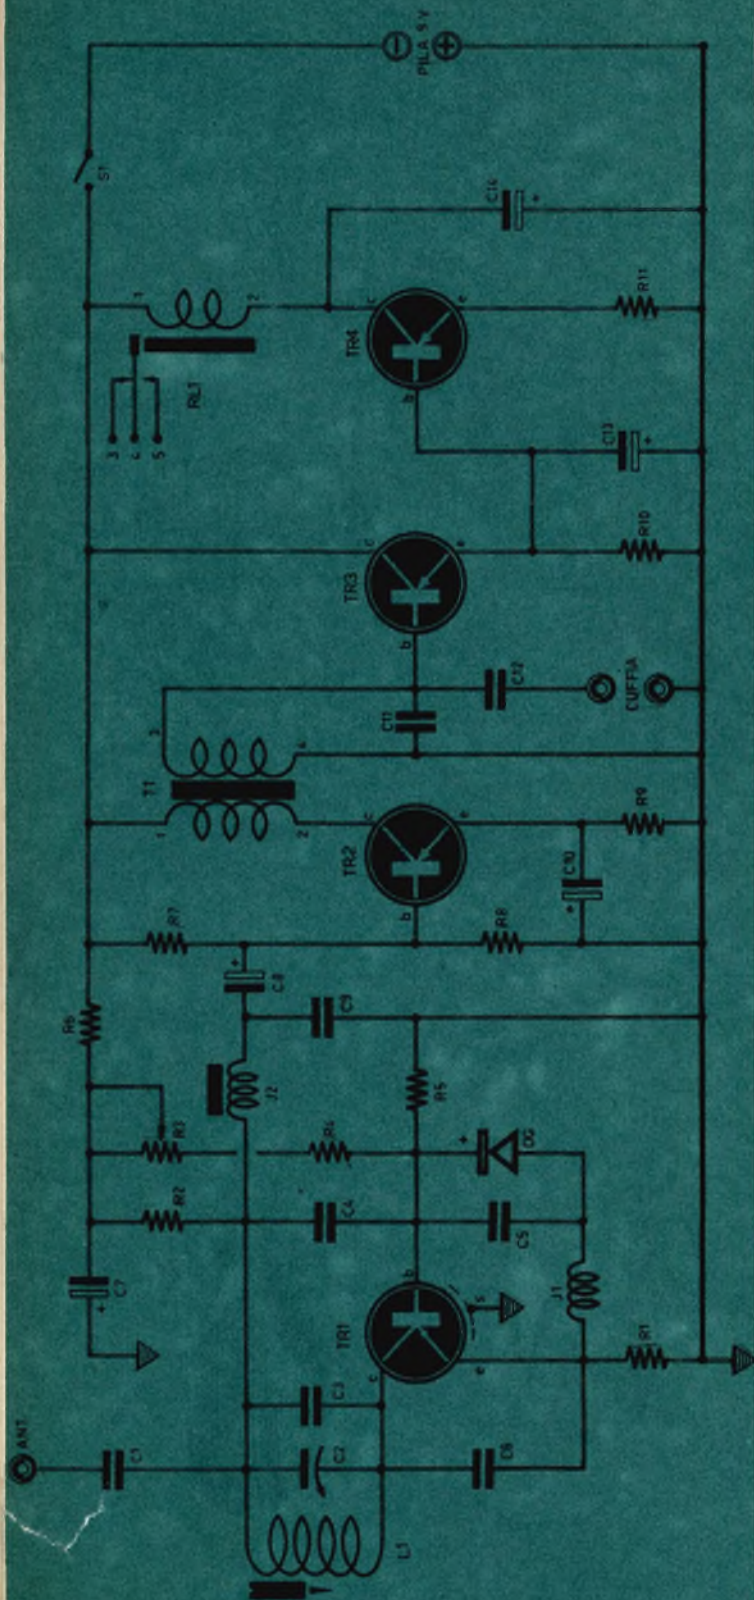 ANT.
C1
L1
C2
C3
C6
c
TR1
b
e
s
J1
R1
+
C7
R2
R3
R4
C4
C5
+
DG
R5
J2
C9
C8
+
R6
R7
R8
b
TR2
c
e
+
C10
R9
T1
1
2
3
4
C11
C12
CUFFIA
b
TR3
c
e
R10
C13
+
3
4
5
RL1
1
2
b
TR4
c
e
R11
C14
+
S1
PILA 9 V
−
+